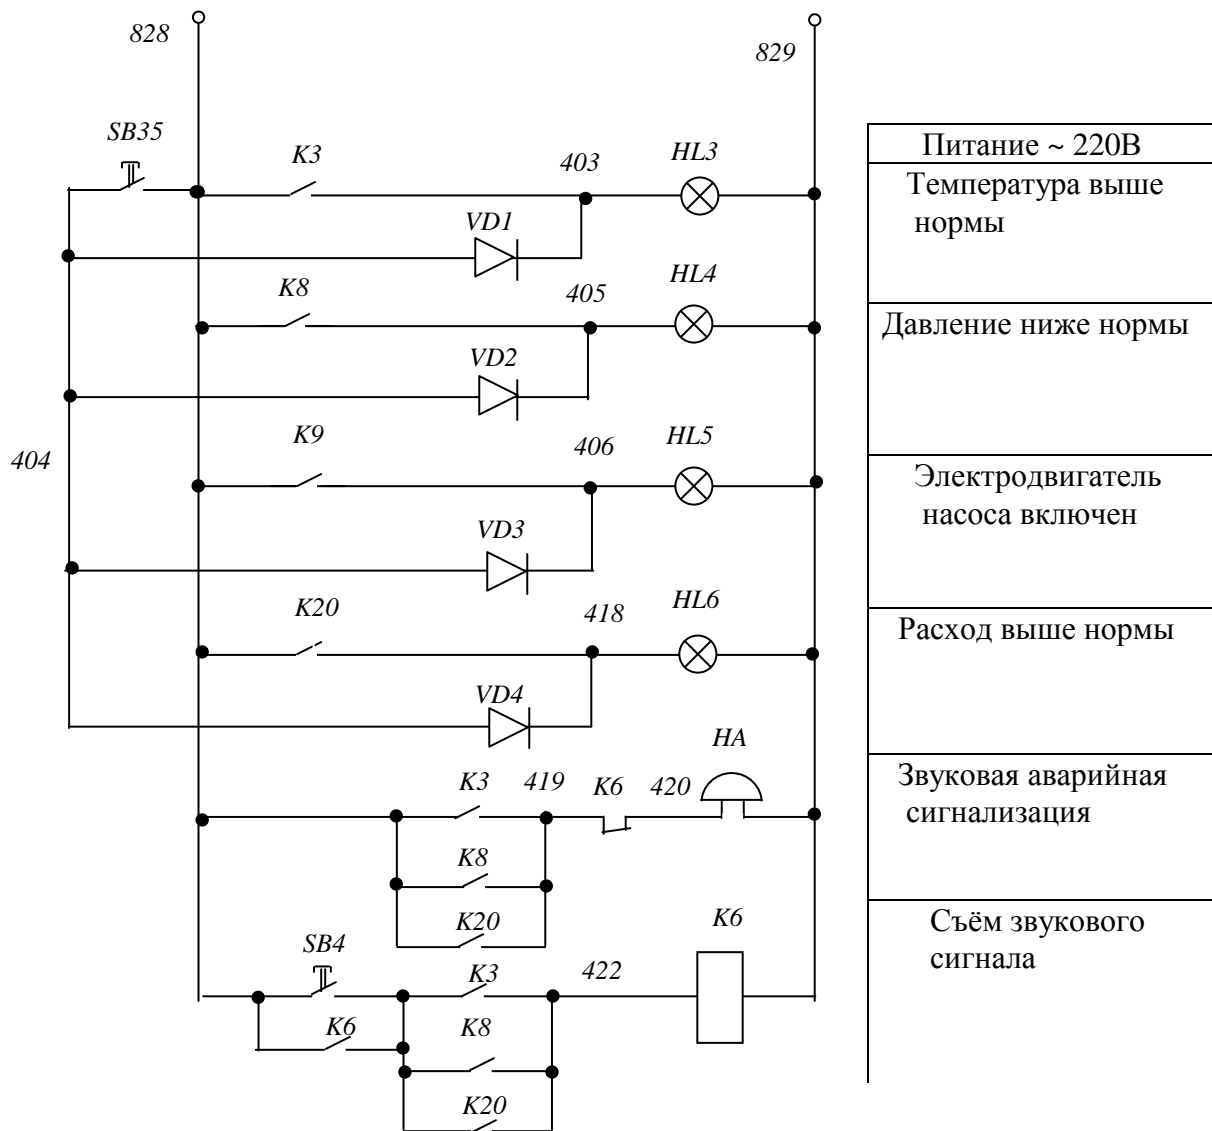 828
829
SB35
K3
403
HL3
Питание ~ 220В
Температура выше
нормы
VD1
K8
405
HL4
Давление ниже нормы
VD2
K9
406
HL5
404
Электродвигатель
насоса включен
VD3
K20
418
HL6
Расход выше нормы
VD4
HA
K3
419
K6
420
Звуковая аварийная
сигнализация
K8
K20
K6
Съём звукового
сигнала
SB4
K3
422
K6
K8
K20